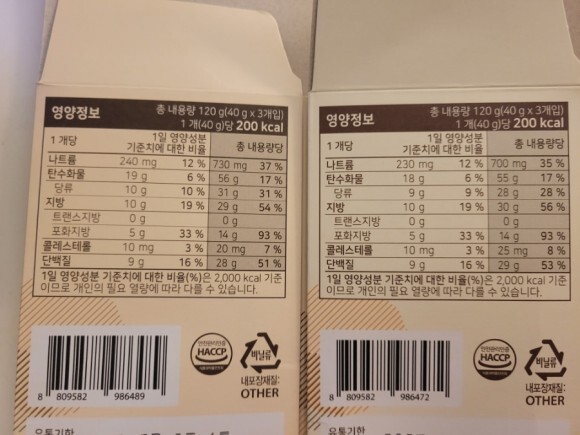 영양정보
총 내용량 120 g(40 g x 3개입)
1 개(40 g)당 200 kcal
1 개당 1일 영양성분 기준치에 대한 비율 총 내용량당
나트륨 240 mg 12 % 730 mg 37 %
탄수화물 19 g 6 % 56 g 17 %
당류 10 g 10 % 31 g 31 %
지방 10 g 19 % 29 g 54 %
트랜스지방 0 g 0 g
포화지방 5 g 33 % 14 g 93 %
콜레스테롤 10 mg 3 % 20 mg 7 %
단백질 9 g 16 % 28 g 51 %
1일 영양성분 기준치에 대한 비율(%)은 2,000 kcal 기준
이므로 개인의 필요 열량에 따라 다를 수 있습니다.
HACCP
비닐류
내포장재질:
OTHER
8 809582 986489
유통기한
영양정보
총 내용량 120 g(40 g x 3개입)
1 개(40 g)당 200 kcal
1 개당 1일 영양성분 기준치에 대한 비율 총 내용량당
나트륨 230 mg 12 % 700 mg 35 %
탄수화물 18 g 6 % 55 g 17 %
당류 9 g 9 % 28 g 28 %
지방 10 g 19 % 30 g 56 %
트랜스지방 0 g 0 g
포화지방 5 g 33 % 14 g 93 %
콜레스테롤 10 mg 3 % 25 mg 8 %
단백질 9 g 16 % 29 g 53 %
1일 영양성분 기준치에 대한 비율(%)은 2,000 kcal 기준
이므로 개인의 필요 열량에 따라 다를 수 있습니다.
HACCP
비닐류
내포장재질:
OTHER
8 809582 986472
유통기한